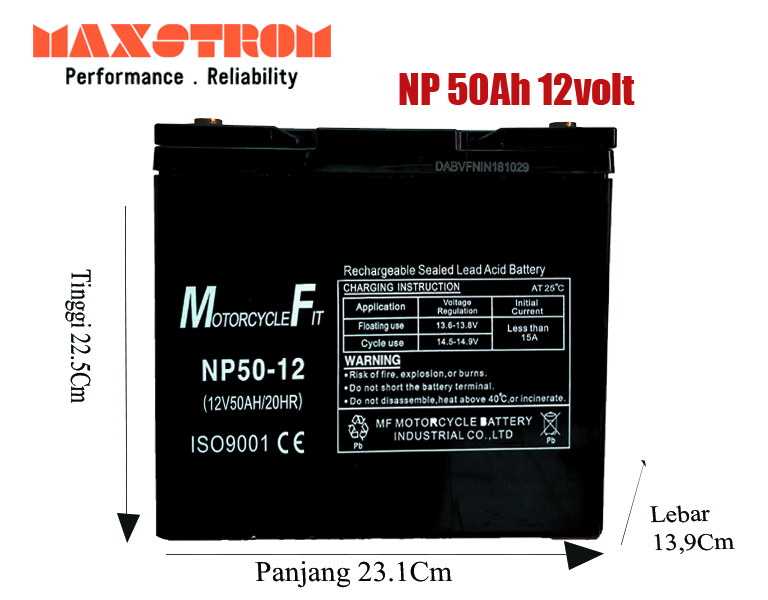 MAXSTROM
Performance . Reliability
NP 50Ah 12volt
DABVFNIN181029
Tinggi 22.5Cm
MOTORCYCLEFIT
NP50-12
(12V50AH/20HR)
ISO9001 CE
Rechargeable Sealed Lead Acid Battery
CHARGING INSTRUCTION AT 25°C
Application Voltage Regulation Initial Current
Floating use 13.6-13.8V Less than 15A
Cycle use 14.5-14.9V
WARNING
• Risk of fire, explosion, or burns.
• Do not short the battery terminal.
• Do not disassemble, heat above 40°C, or incinerate.
Pb MF MOTORCYCLE BATTERY Pb
INDUSTRIAL CO., LTD
Lebar
13,9Cm
Panjang 23.1Cm